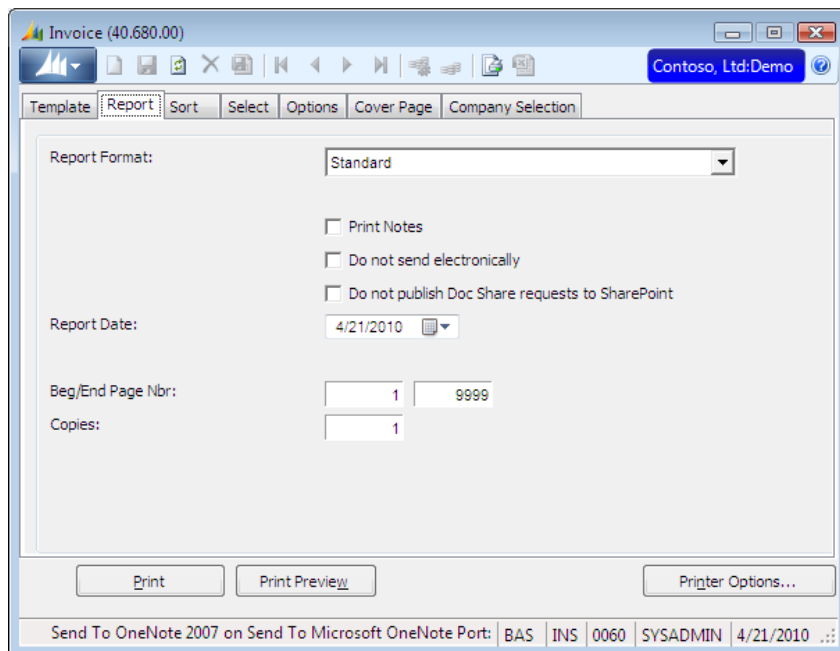 Invoice (40.680.00)
Contoso, Ltd:Demo
Template Report Sort Select Options Cover Page Company Selection
Report Format: Standard
Print Notes
Do not send electronically
Do not publish Doc Share requests to SharePoint
Report Date: 4/21/2010
Beg/End Page Nbr: 1 9999
Copies: 1
Print Print Preview Printer Options...
Send To OneNote 2007 on Send To Microsoft OneNote Port: BAS INS 0060 SYSADMIN 4/21/2010